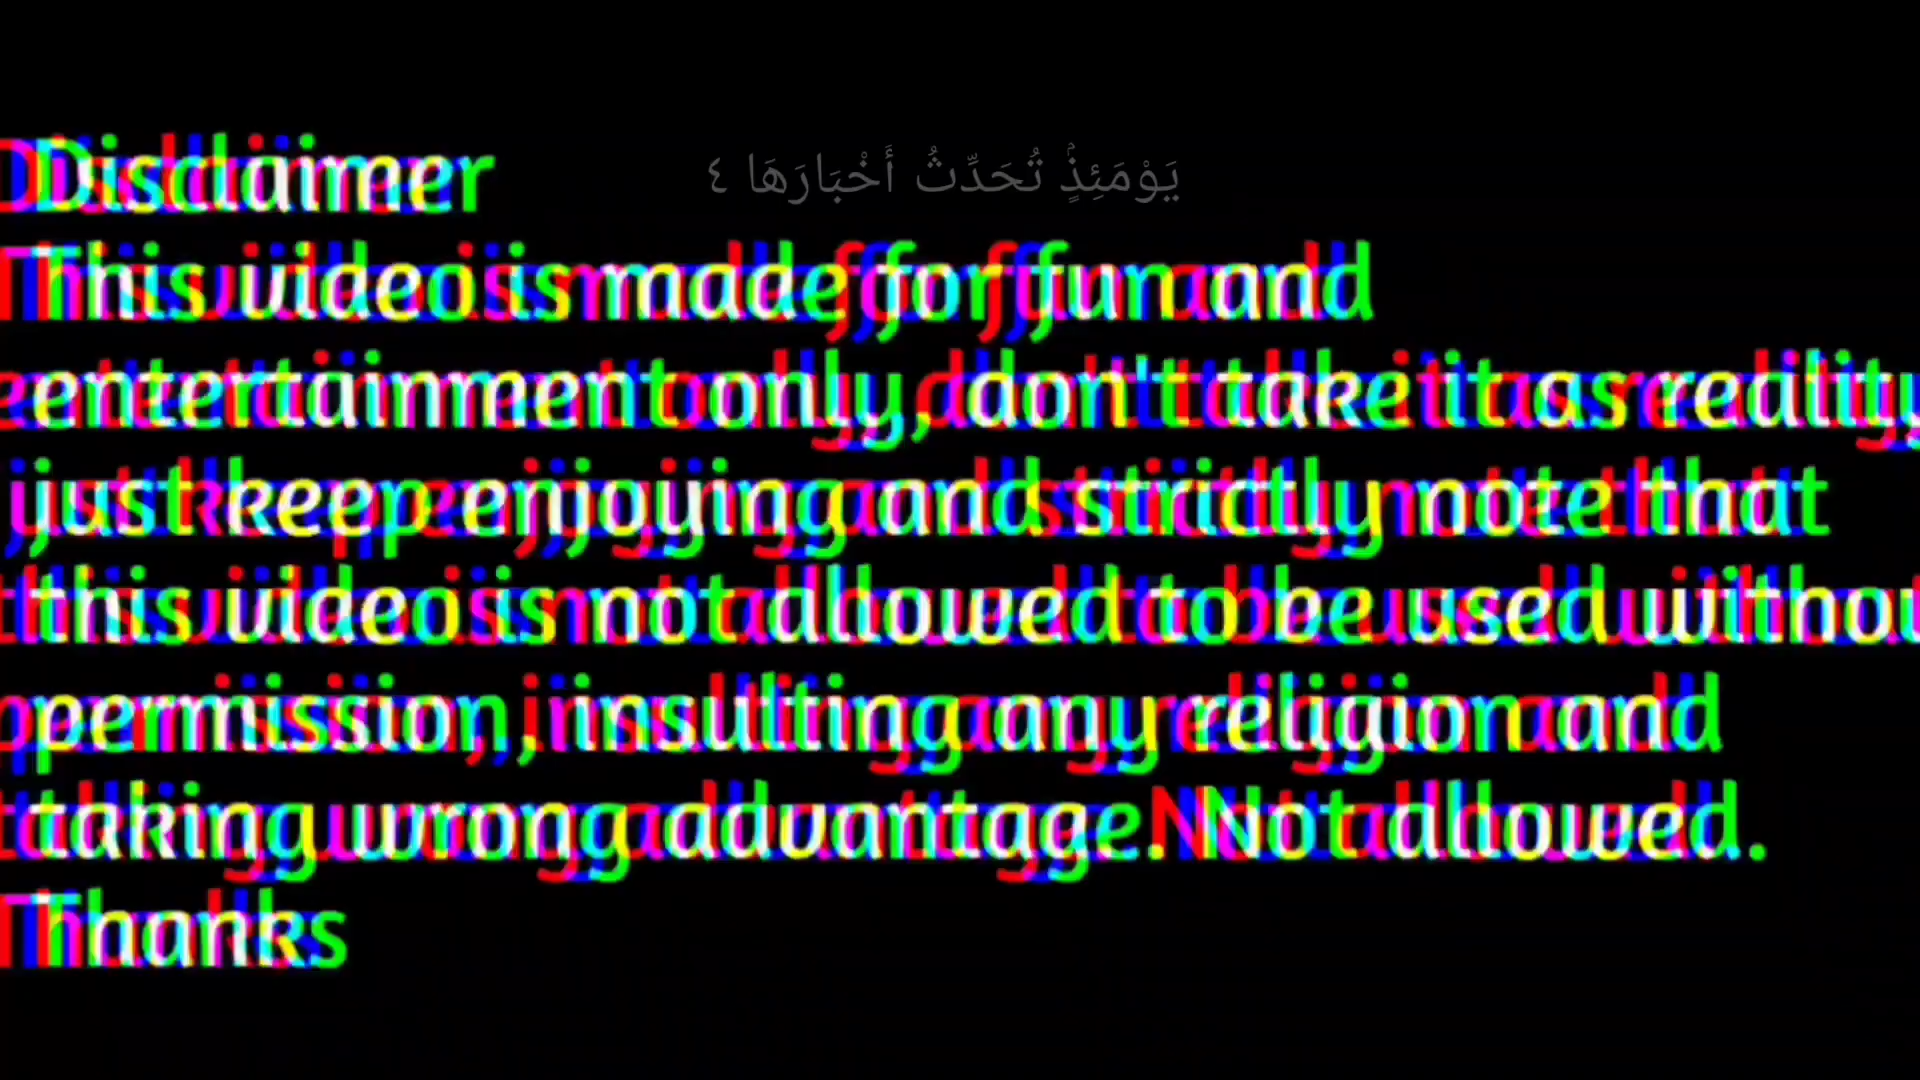 Disclaimer
يَوْمَئِذٍۢ تُحَدِّثُ أَخْبَارَهَا ٤
This video is made for fun and
entertainment only, don't take it as reality
just keep enjoying and strictly note that
this video is not allowed to be used withou
permission, insulting any religion and
taking wrong advantage. Not allowed.
Thanks